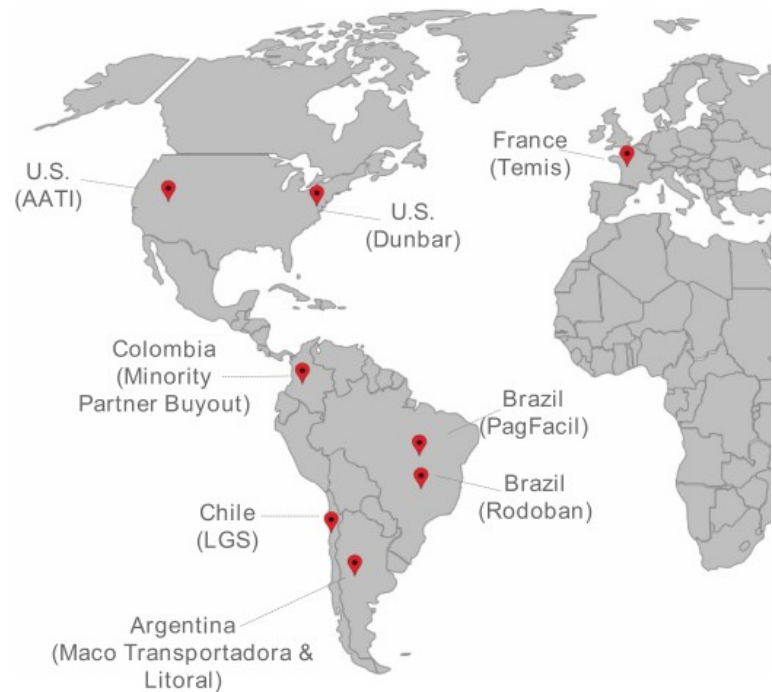 U.S.
(AATI)
France
(Temis)
U.S.
(Dunbar)
Colombia
(Minority
Partner Buyout)
Brazil
(PagFacil)
Brazil
(Rodoban)
Chile
(LGS)
Argentina
(Maco Transportadora &
Litoral)